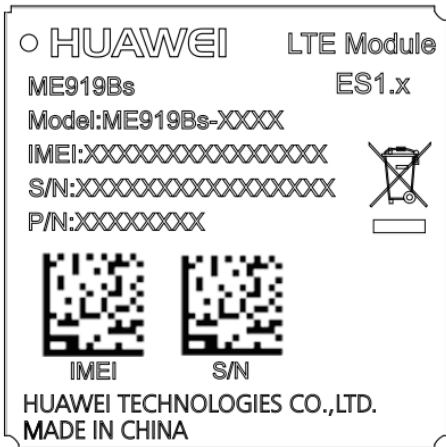 HUAWEI LTE Module
ME919Bs ES1.x
Model:ME919Bs-XXXX
IMEI:XXXXXXXXXXXXXXX
S/N:XXXXXXXXXXXXXXXX
P/N:XXXXXXXX
IMEI S/N
HUAWEI TECHNOLOGIES CO.,LTD.
MADE IN CHINA